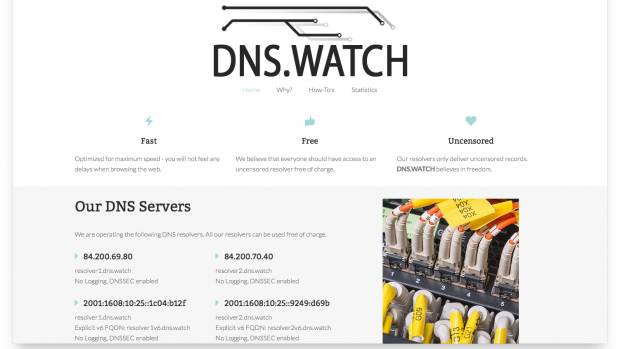 DNS.WATCH
Home Why? How-To's Statistics
Fast
Optimized for maximum speed - you will not feel any
delays when browsing the web.
Free
We believe that everyone should have access to an
uncensored resolver free of charge.
Uncensored
Our resolvers only deliver uncensored records.
DNS.WATCH believes in freedom.
Our DNS Servers
We are operating the following DNS resolvers. All our resolvers can be used free of charge.
84.200.69.80
resolver1.dns.watch
No Logging, DNSSEC enabled
84.200.70.40
resolver2.dns.watch
No Logging, DNSSEC enabled
2001:1608:10:25::1c04:b12f
resolver1.dns.watch
Explicit v6 FQDN: resolver1v6.dns.watch
No Logging, DNSSEC enabled
2001:1608:10:25::9249:d69b
resolver2.dns.watch
Explicit v6 FQDN: resolver2v6.dns.watch
No Logging, DNSSEC enabled